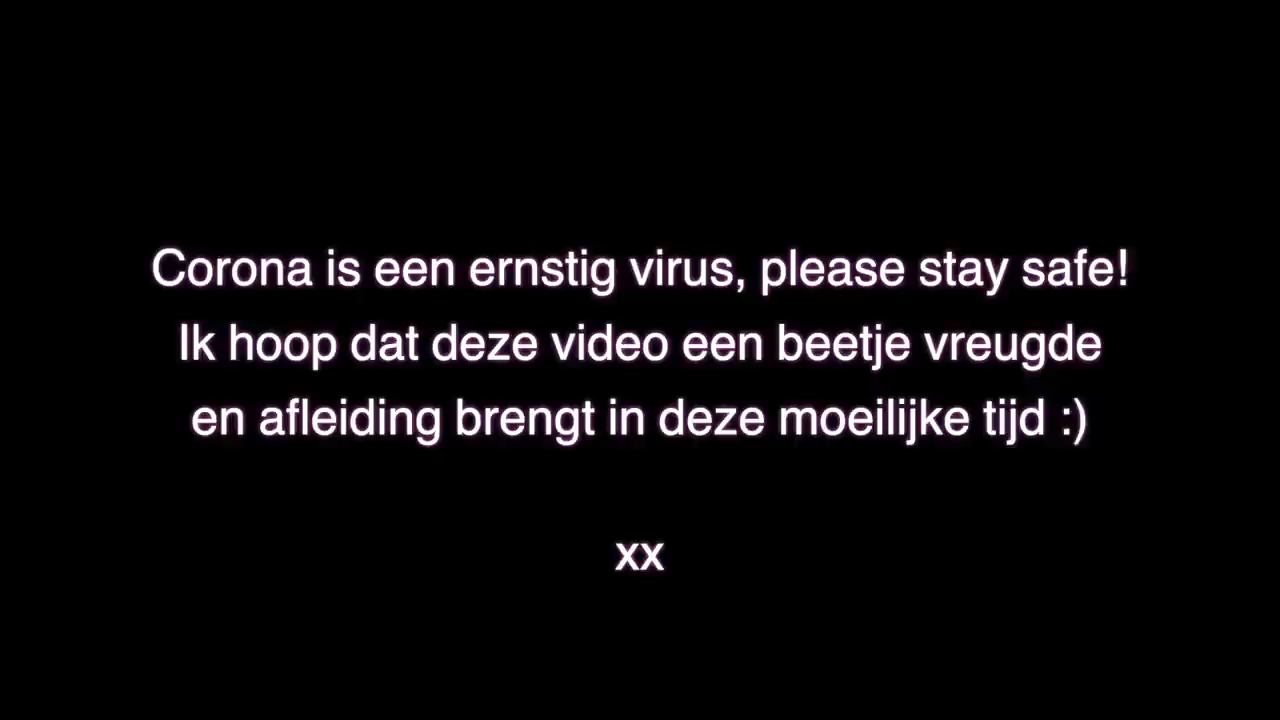 Corona is een ernstig virus, please stay safe!
Ik hoop dat deze video een beetje vreugde
en afleiding brengt in deze moeilijke tijd :)
xx